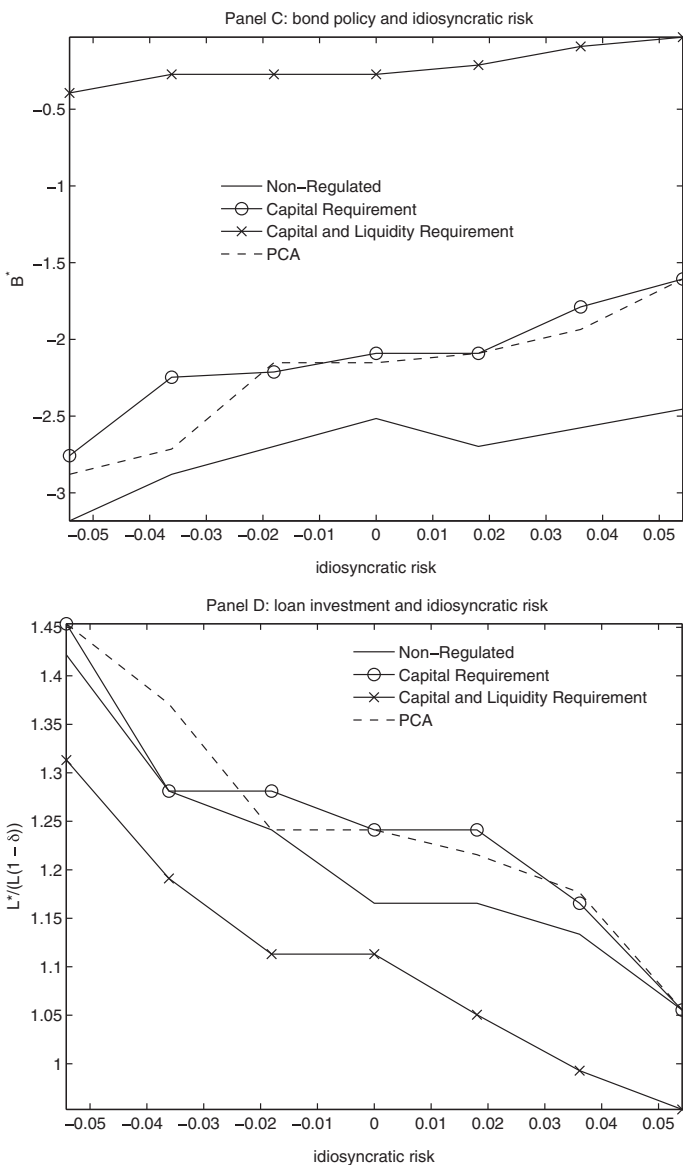 Panel C: bond policy and idiosyncratic risk
−0.5
−1
−1.5
−2
−2.5
−3
B*
Non−Regulated
Capital Requirement
Capital and Liquidity Requirement
PCA
−0.05 −0.04 −0.03 −0.02 −0.01 0 0.01 0.02 0.03 0.04 0.05
idiosyncratic risk
Panel D: loan investment and idiosyncratic risk
1.45
1.4
1.35
1.3
1.25
1.2
1.15
1.1
1.05
1
L*/(L(1 − δ))
Non−Regulated
Capital Requirement
Capital and Liquidity Requirement
PCA
−0.05 −0.04 −0.03 −0.02 −0.01 0 0.01 0.02 0.03 0.04 0.05
idiosyncratic risk